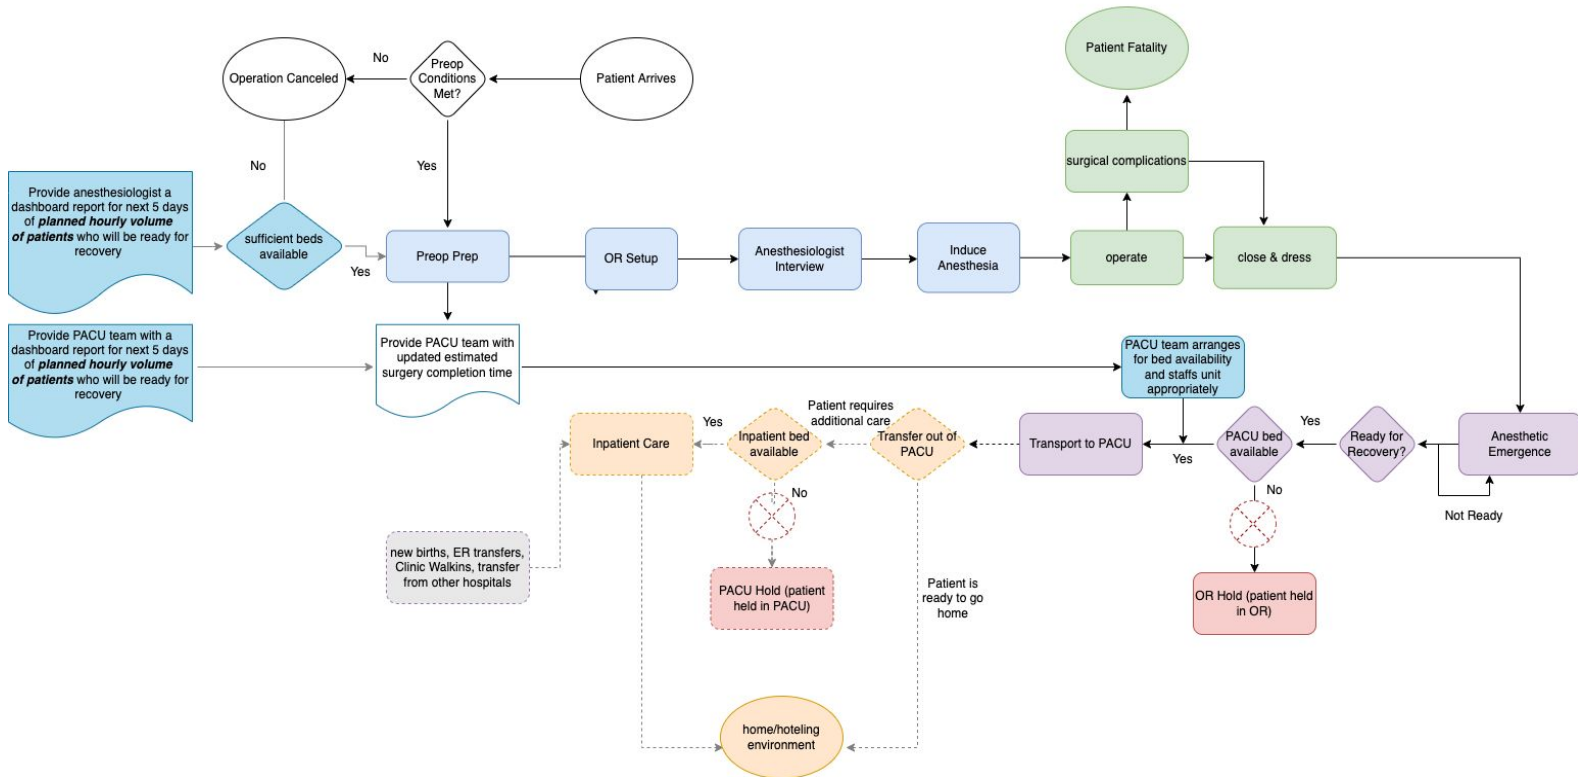 Operation Canceled
No
Preop
Conditions
Met?
Patient Arrives
Patient Fatality
surgical complications
No
Yes
Provide anesthesiologist a
dashboard report for next 5 days
of planned hourly volume
of patients who will be ready for
recovery
sufficient beds
available
Yes
Preop Prep
OR Setup
Anesthesiologist
Interview
Induce
Anesthesia
operate
close & dress
Provide PACU team with a
dashboard report for next 5 days
of planned hourly volume
of patients who will be ready for
recovery
Provide PACU team with
updated estimated
surgery completion time
PACU team arranges
for bed availability
and staffs unit
appropriately
Inpatient Care
Yes
Inpatient bed
available
Patient requires
additional care
Transfer out of
PACU
Transport to PACU
Yes
PACU bed
available
Yes
Ready for
Recovery?
Anesthetic
Emergence
No
No
Not Ready
new births, ER transfers,
Clinic Walkins, transfer
from other hospitals
PACU Hold (patient
held in PACU)
Patient is
ready to go
home
OR Hold (patient held
in OR)
home/hoteling
environment